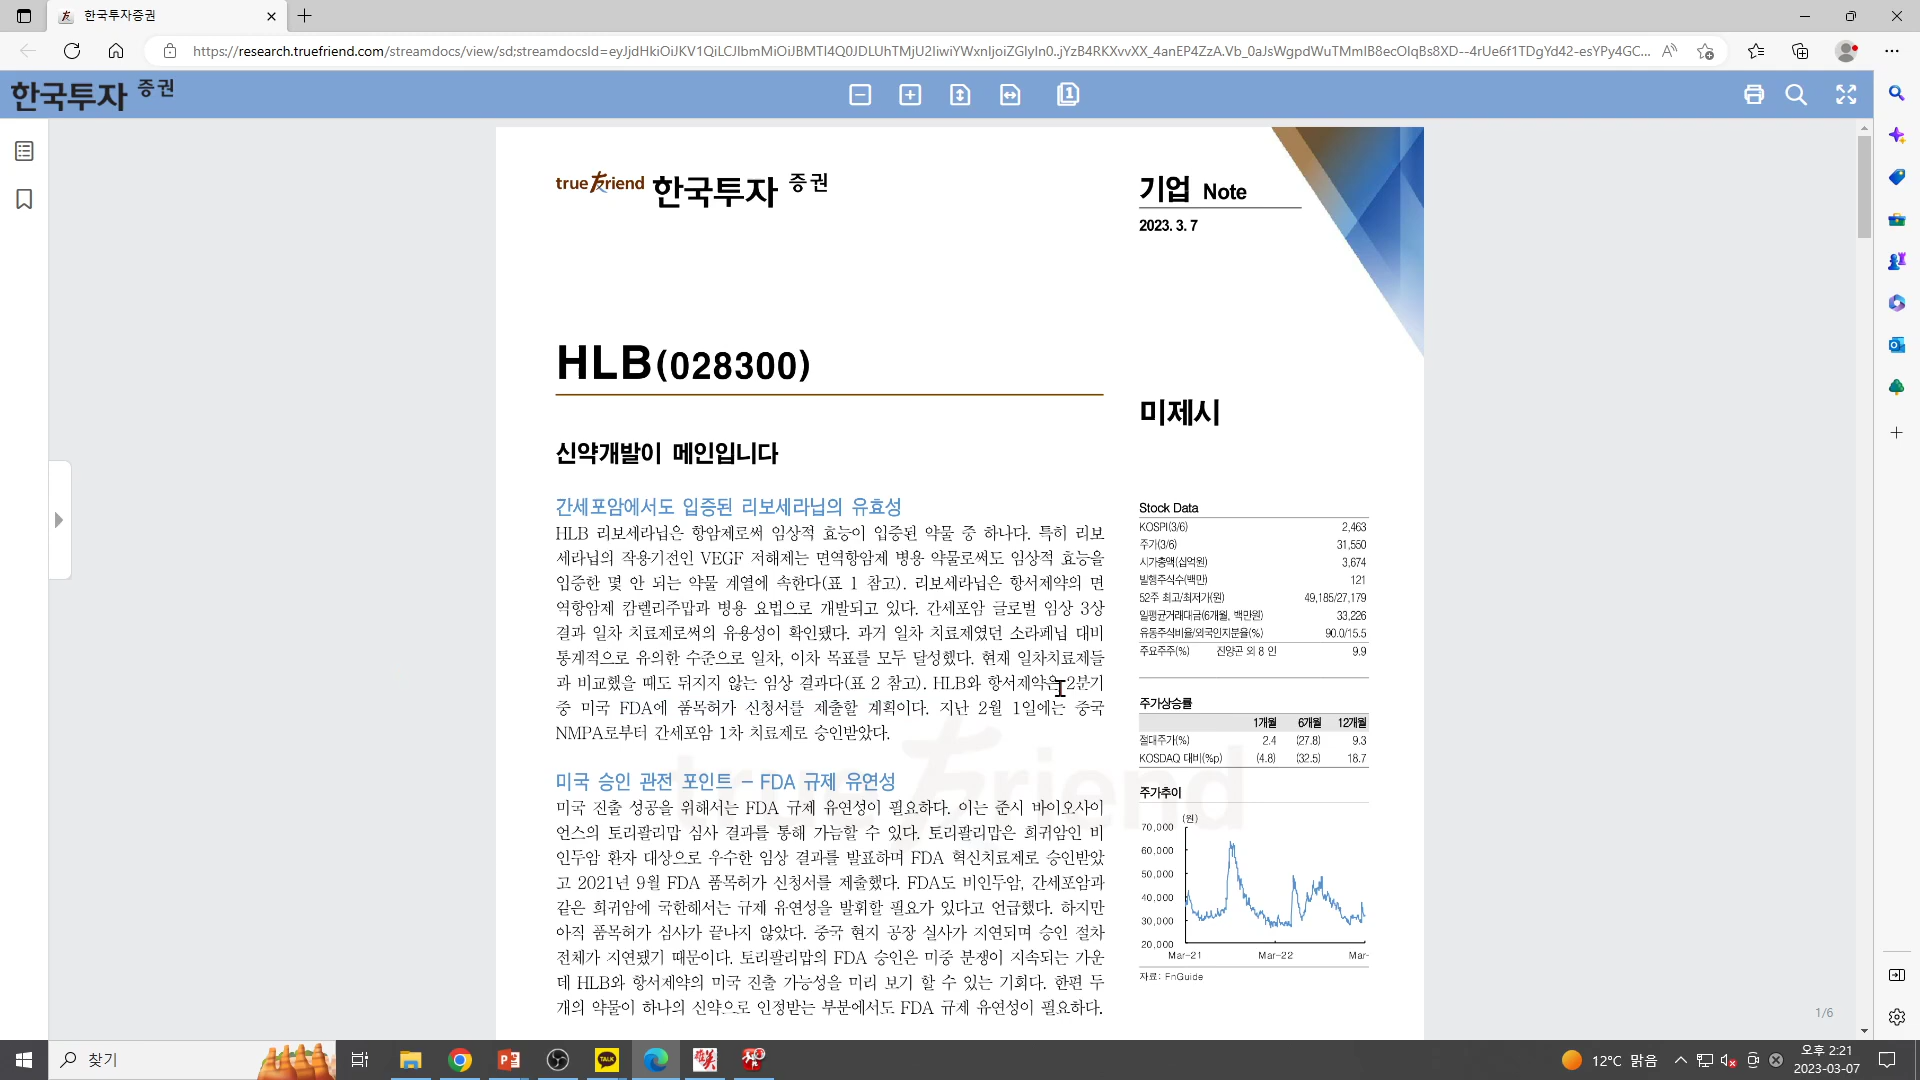 한국투자증권
https://research.truefriend.com/streamdocs/view/sd;streamdocsId=
한국투자 증권
true Friend 한국투자 증권
기업 Note
2023. 3. 7
HLB(028300)
미제시
신약개발이 메인입니다
간세포암에서도 입증된 리보세라닙의 유효성
HLB 리보세라닙은 항암제로써 임상적 효능이 입증된 약물 중 하나다. 특히 리보
세라닙의 작용기전인 VEGF 저해제는 면역항암제 병용 약물로써도 임상적 효능을
입증한 몇 안 되는 약물 계열에 속한다(표 1 참고). 리보세라닙은 항서제약의 면
역항암제 캄렐리주맙과 병용 요법으로 개발되고 있다. 간세포암 글로벌 임상 3상
결과 일차 치료제로써의 유용성이 확인됐다. 과거 일차 치료제였던 소라페닙 대비
통계적으로 유의한 수준으로 일차, 이차 목표를 모두 달성했다. 현재 일차치료제들
과 비교했을 때도 뒤지지 않는 임상 결과다(표 2 참고). HLB와 항서제약은 2분기
중 미국 FDA에 품목허가 신청서를 제출할 계획이다. 지난 2월 1일에는 중국
NMPA로부터 간세포암 1차 치료제로 승인받았다.
미국 승인 관전 포인트 – FDA 규제 유연성
미국 진출 성공을 위해서는 FDA 규제 유연성이 필요하다. 이는 준시 바이오사이
언스의 토리팔리맙 심사 결과를 통해 가늠할 수 있다. 토리팔리맙은 희귀암인 비
인두암 환자 대상으로 우수한 임상 결과를 발표하며 FDA 혁신치료제로 승인받았
고 2021년 9월 FDA 품목허가 신청서를 제출했다. FDA도 비인두암, 간세포암과
같은 희귀암에 국한해서는 규제 유연성을 발휘할 필요가 있다고 언급했다. 하지만
아직 품목허가 심사가 끝나지 않았다. 중국 현지 공장 실사가 지연되며 승인 절차
전체가 지연됐기 때문이다. 토리팔리맙의 FDA 승인은 미중 분쟁이 지속되는 가운
데 HLB와 항서제약의 미국 진출 가능성을 미리 보기 할 수 있는 기회다. 한편 두
개의 약물이 하나의 신약으로 인정받는 부분에서도 FDA 규제 유연성이 필요하다.
Stock Data
KOSPI(3/6) 2,463
주가(3/6) 31,550
시가총액(십억원) 3,674
발행주식수(백만) 121
52주 최고/최저가(원) 49,185/27,179
일평균거래대금(6개월, 백만원) 33,226
유동주식비율/외국인지분율(%) 90.0/15.5
주요주주(%) 진양곤 외 8 인 9.9
주가상승률
1개월 6개월 12개월
절대주가(%) 2.4 (27.8) 9.3
KOSDAQ 대비(%p) (4.8) (32.5) 18.7
주가추이
(원)
70,000
60,000
50,000
40,000
30,000
20,000
Mar-21 Mar-22 Mar-
자료: FnGuide
true Friend
1/6
찾기
TALK
12°C 맑음
오후 2:21
2023-03-07